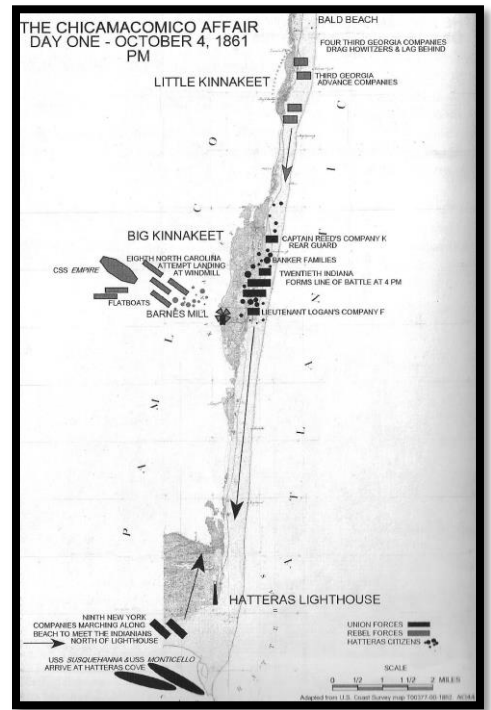 THE CHICAMACOMICO AFFAIR
DAY ONE - OCTOBER 4, 1861
PM
BALD BEACH
FOUR THIRD GEORGIA COMPANIES
DRAG HOWITZERS & LAG BEHIND
LITTLE KINNAKEET
THIRD GEORGIA
ADVANCE COMPANIES
BIG KINNAKEET
CAPTAIN REED'S COMPANY K
REAR GUARD
EIGHTH NORTH CAROLINA
ATTEMPT LANDING
AT WINDMILL
BANKER FAMILIES
CSS EMPIRE
TWENTIETH INDIANA
FORMS LINE OF BATTLE AT 4 PM
FLATBOATS
BARNES MILL
LIEUTENANT LOGAN'S COMPANY F
P A M L I C O
A T L A N T I C
HATTERAS LIGHTHOUSE
NINTH NEW YORK
COMPANIES MARCHING ALONG
BEACH TO MEET THE INDIANIANS
NORTH OF LIGHTHOUSE
USS SUSQUEHANNA & USS MONTICELLO
ARRIVE AT HATTERAS COVE
UNION FORCES
REBEL FORCES
HATTERAS CITIZENS
SCALE
0 1/2 1 1 1/2 2 MILES
Adapted from U.S. Coast Survey map